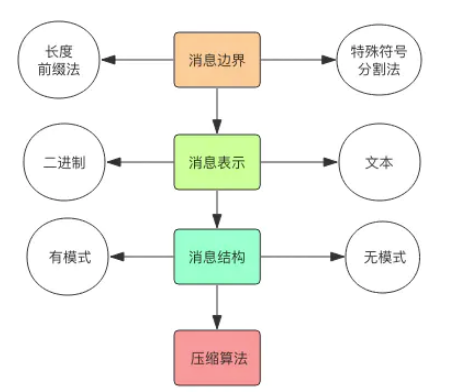 长度
前缀法
消息边界
特殊符号
分割法
二进制
消息表示
文本
有模式
消息结构
无模式
压缩算法